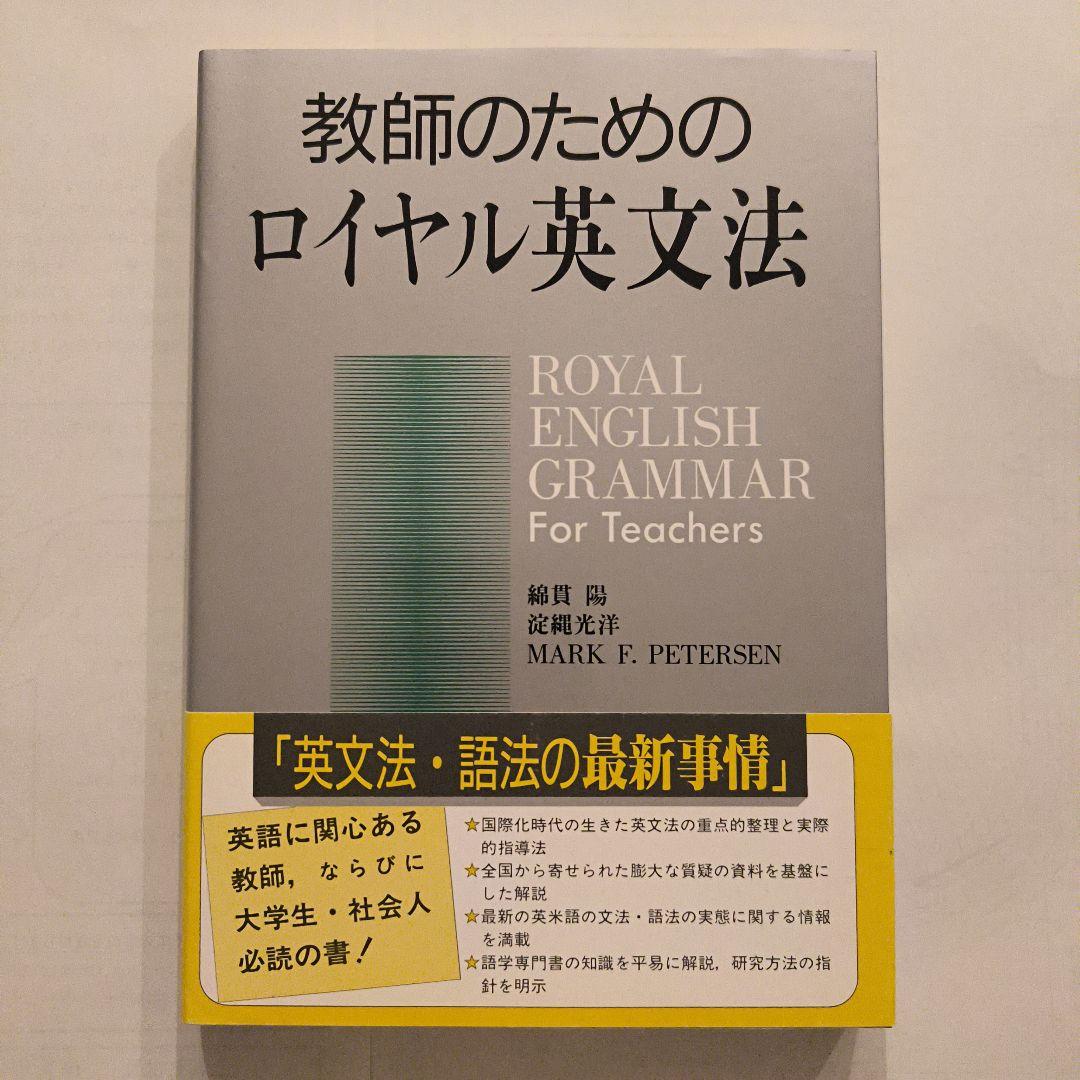 教師のための
ロイヤル英文法
ROYAL
ENGLISH
GRAMMAR
For Teachers
綿貫 陽
淀縄光洋
MARK F. PETERSEN
「英文法・語法の最新事情」
英語に関心ある
教師，ならびに
大学生・社会人
必読の書！
★国際化時代の生きた英文法の重点的整理と実際
的指導法
★全国から寄せられた膨大な質疑の資料を基盤に
した解説
★最新の英米語の文法・語法の実態に関する情報
を満載
★語学専門書の知識を平易に解説，研究方法の指
針を明示